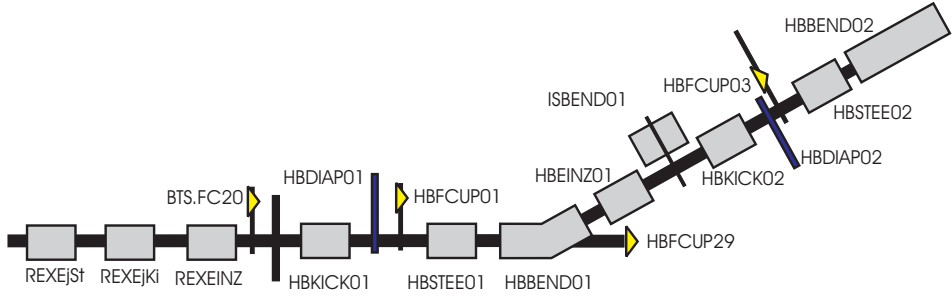 HBBEND02
HBFCUP03
ISBEND01
HBSTEE02
HBDIAP02
HBKICK02
HBEINZ01
HBDIAP01
BTS.FC20
HBFCUP01
HBFCUP29
REXEjSt
REXEjKi
REXEINZ
HBKICK01
HBSTEE01
HBBEND01